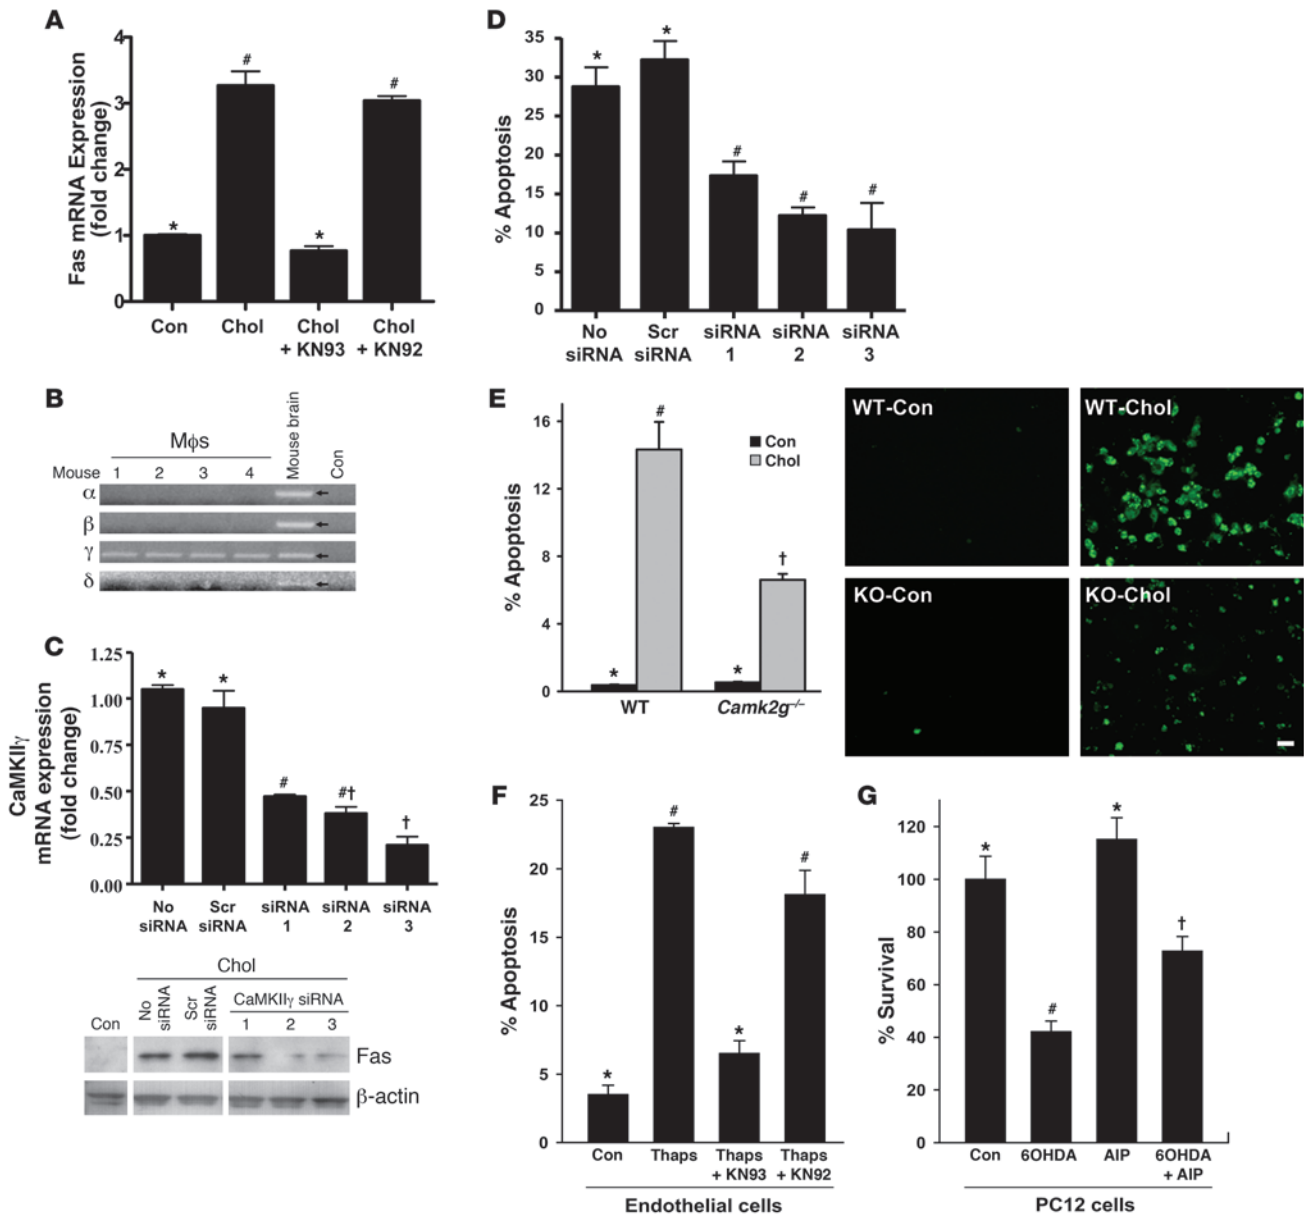 A
Fas mRNA Expression
(fold change)
4
3
2
1
0
#
#
*
*
Con
Chol
Chol
+ KN93
Chol
+ KN92
B
Mϕs
Mouse brain
Con
Mouse 1 2 3 4
α
β
γ
δ
C
CaMKIIγ
mRNA expression
(fold change)
1.25
1.00
0.75
0.50
0.25
0.00
*
*
#
#†
†
No
siRNA
Scr
siRNA
siRNA
1
siRNA
2
siRNA
3
Chol
Con
No
siRNA
Scr
siRNA
CaMKIIγ siRNA
1 2 3
Fas
β-actin
D
% Apoptosis
35
30
25
20
15
10
5
0
*
*
#
#
#
No
siRNA
Scr
siRNA
siRNA
1
siRNA
2
siRNA
3
E
% Apoptosis
16
12
8
4
0
#
†
*
*
Con
Chol
WT
Camk2g⁻/⁻
WT-Con
WT-Chol
KO-Con
KO-Chol
F
% Apoptosis
25
20
15
10
5
0
*
#
*
#
Con
Thaps
Thaps
+ KN93
Thaps
+ KN92
Endothelial cells
G
% Survival
120
100
80
60
40
20
0
*
#
*
†
Con
6OHDA
AIP
6OHDA
+ AIP
PC12 cells